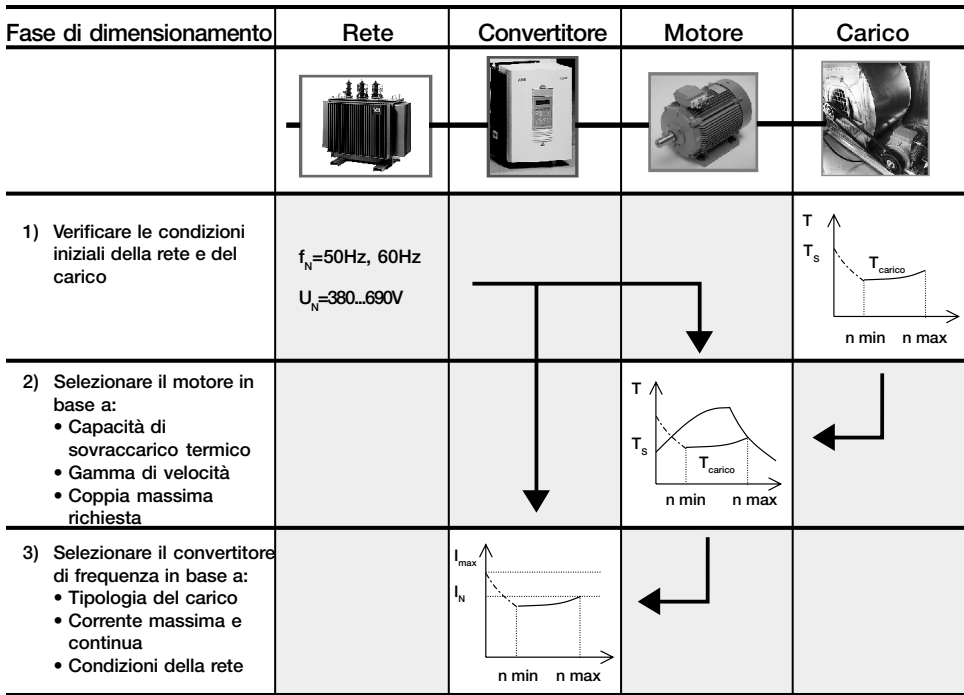 Fase di dimensionamento
Rete
Convertitore
Motore
Carico
ABB
1) Verificare le condizioni
iniziali della rete e del
carico
f_N=50Hz, 60Hz
U_N=380...690V
T
T_S
T_carico
n min n max
2) Selezionare il motore in
base a:
• Capacità di
sovraccarico termico
• Gamma di velocità
• Coppia massima
richiesta
T
T_S
T_carico
n min n max
3) Selezionare il convertitore
di frequenza in base a:
• Tipologia del carico
• Corrente massima e
continua
• Condizioni della rete
I_max
I_N
n min n max